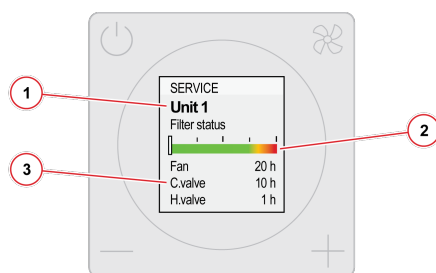 SERVICE
1
Unit 1
Filter status
2
Fan 20 h
3
C.valve 10 h
H.valve 1 h